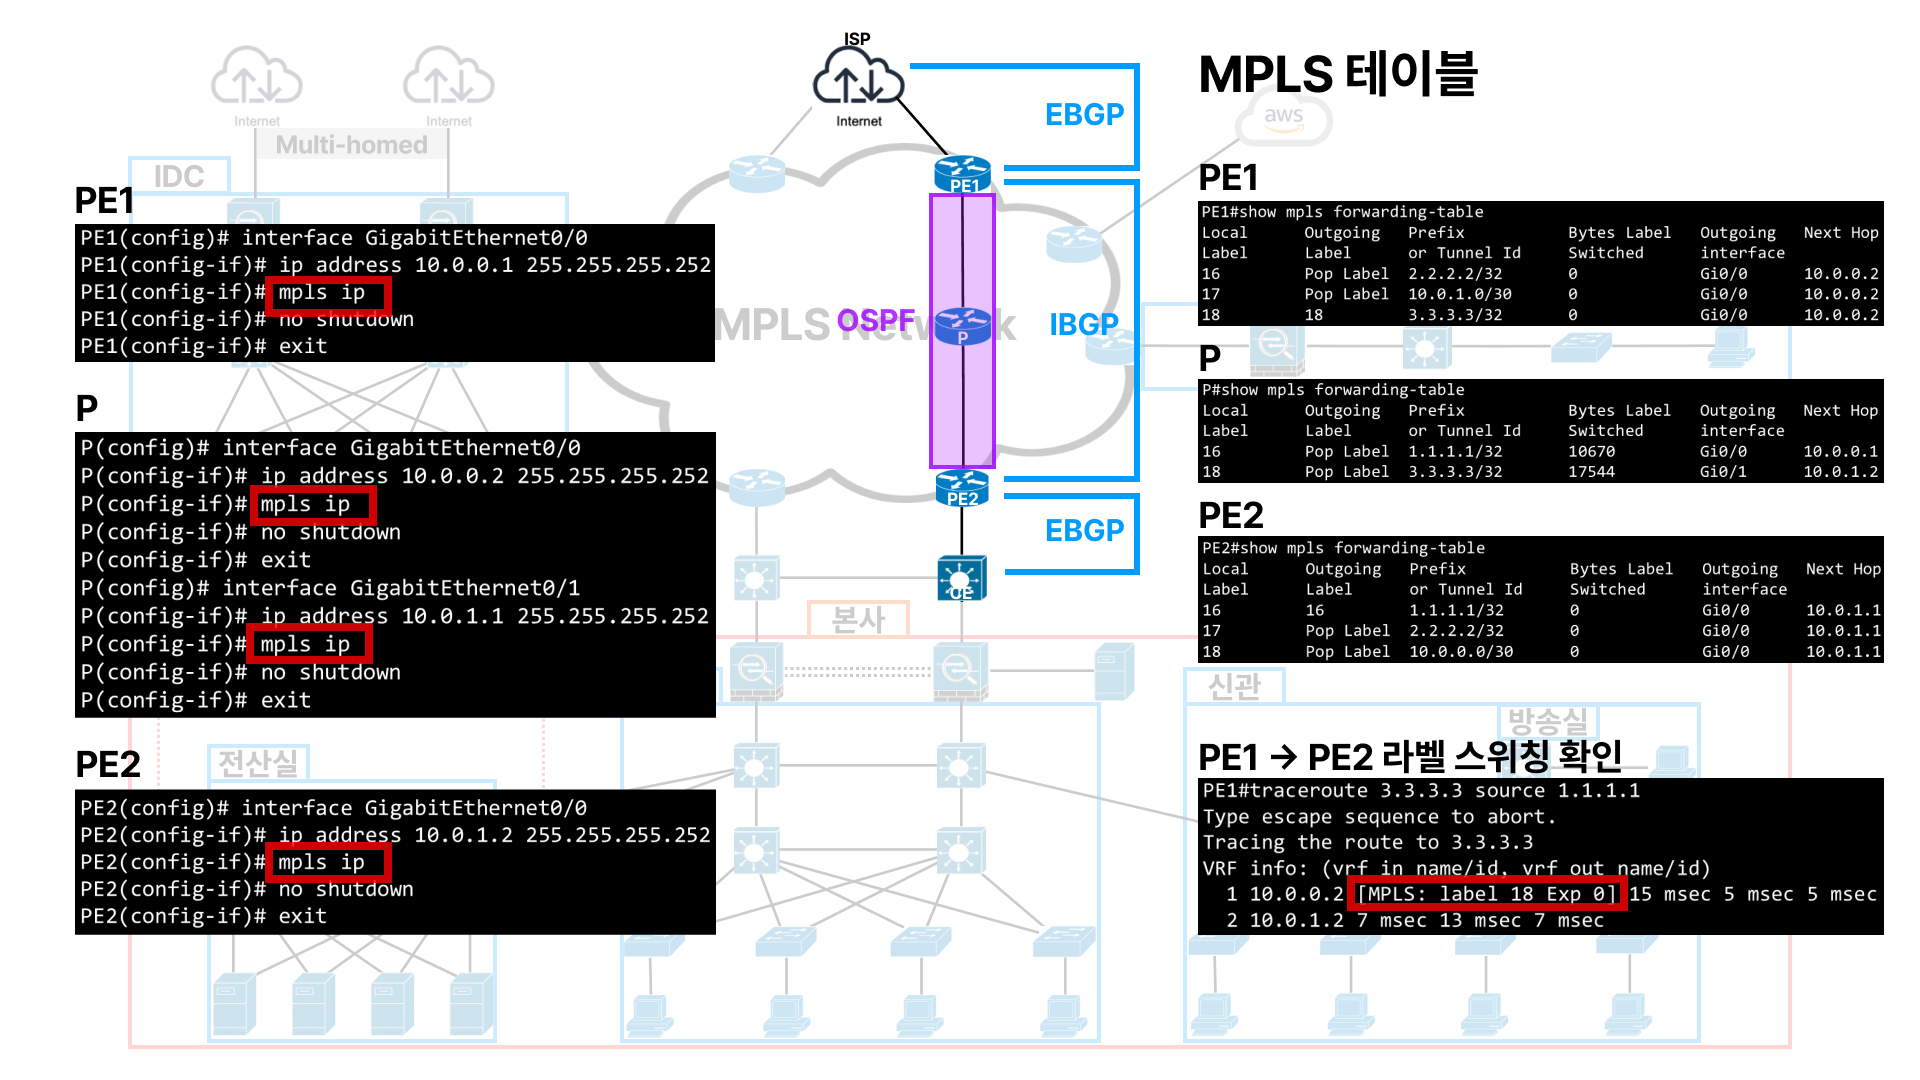 ISP
Internet
Internet
Internet
Multi-homed
IDC
EBGP
MPLS 테이블
aws
PE1
PE1(config)# interface GigabitEthernet0/0
PE1(config-if)# ip address 10.0.0.1 255.255.255.252
PE1(config-if)# mpls ip
PE1(config-if)# no shutdown
PE1(config-if)# exit
P
P(config)# interface GigabitEthernet0/0
P(config-if)# ip address 10.0.0.2 255.255.255.252
P(config-if)# mpls ip
P(config-if)# no shutdown
P(config-if)# exit
P(config)# interface GigabitEthernet0/1
P(config-if)# ip address 10.0.1.1 255.255.255.252
P(config-if)# mpls ip
P(config-if)# no shutdown
P(config-if)# exit
PE2
PE2(config)# interface GigabitEthernet0/0
PE2(config-if)# ip address 10.0.1.2 255.255.255.252
PE2(config-if)# mpls ip
PE2(config-if)# no shutdown
PE2(config-if)# exit
PE1
MPLS Network
OSPF
P
IBGP
PE2
EBGP
CE
본사
신관
방송실
전산실
PE1
PE1#show mpls forwarding-table
Local Outgoing Prefix Bytes Label Outgoing Next Hop
Label Label or Tunnel Id Switched interface
16 Pop Label 2.2.2.2/32 0 Gi0/0 10.0.0.2
17 Pop Label 10.0.1.0/30 0 Gi0/0 10.0.0.2
18 18 3.3.3.3/32 0 Gi0/0 10.0.0.2
P
P#show mpls forwarding-table
Local Outgoing Prefix Bytes Label Outgoing Next Hop
Label Label or Tunnel Id Switched interface
16 Pop Label 1.1.1.1/32 10670 Gi0/0 10.0.0.1
18 Pop Label 3.3.3.3/32 17544 Gi0/1 10.0.1.2
PE2
PE2#show mpls forwarding-table
Local Outgoing Prefix Bytes Label Outgoing Next Hop
Label Label or Tunnel Id Switched interface
16 16 1.1.1.1/32 0 Gi0/0 10.0.1.1
17 Pop Label 2.2.2.2/32 0 Gi0/0 10.0.1.1
18 Pop Label 10.0.0.0/30 0 Gi0/0 10.0.1.1
PE1 → PE2 라벨 스위칭 확인
PE1#traceroute 3.3.3.3 source 1.1.1.1
Type escape sequence to abort.
Tracing the route to 3.3.3.3
VRF info: (vrf in name/id, vrf out name/id)
1 10.0.0.2 [MPLS: label 18 Exp 0] 15 msec 5 msec 5 msec
2 10.0.1.2 7 msec 13 msec 7 msec